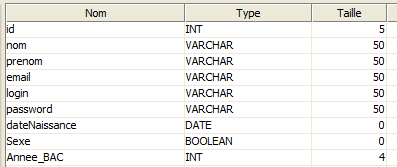 Nom Type Taille
id INT 5
nom VARCHAR 50
prenom VARCHAR 50
email VARCHAR 50
login VARCHAR 50
password VARCHAR 50
dateNaissance DATE 0
Sexe BOOLEAN 0
Annee_BAC INT 4